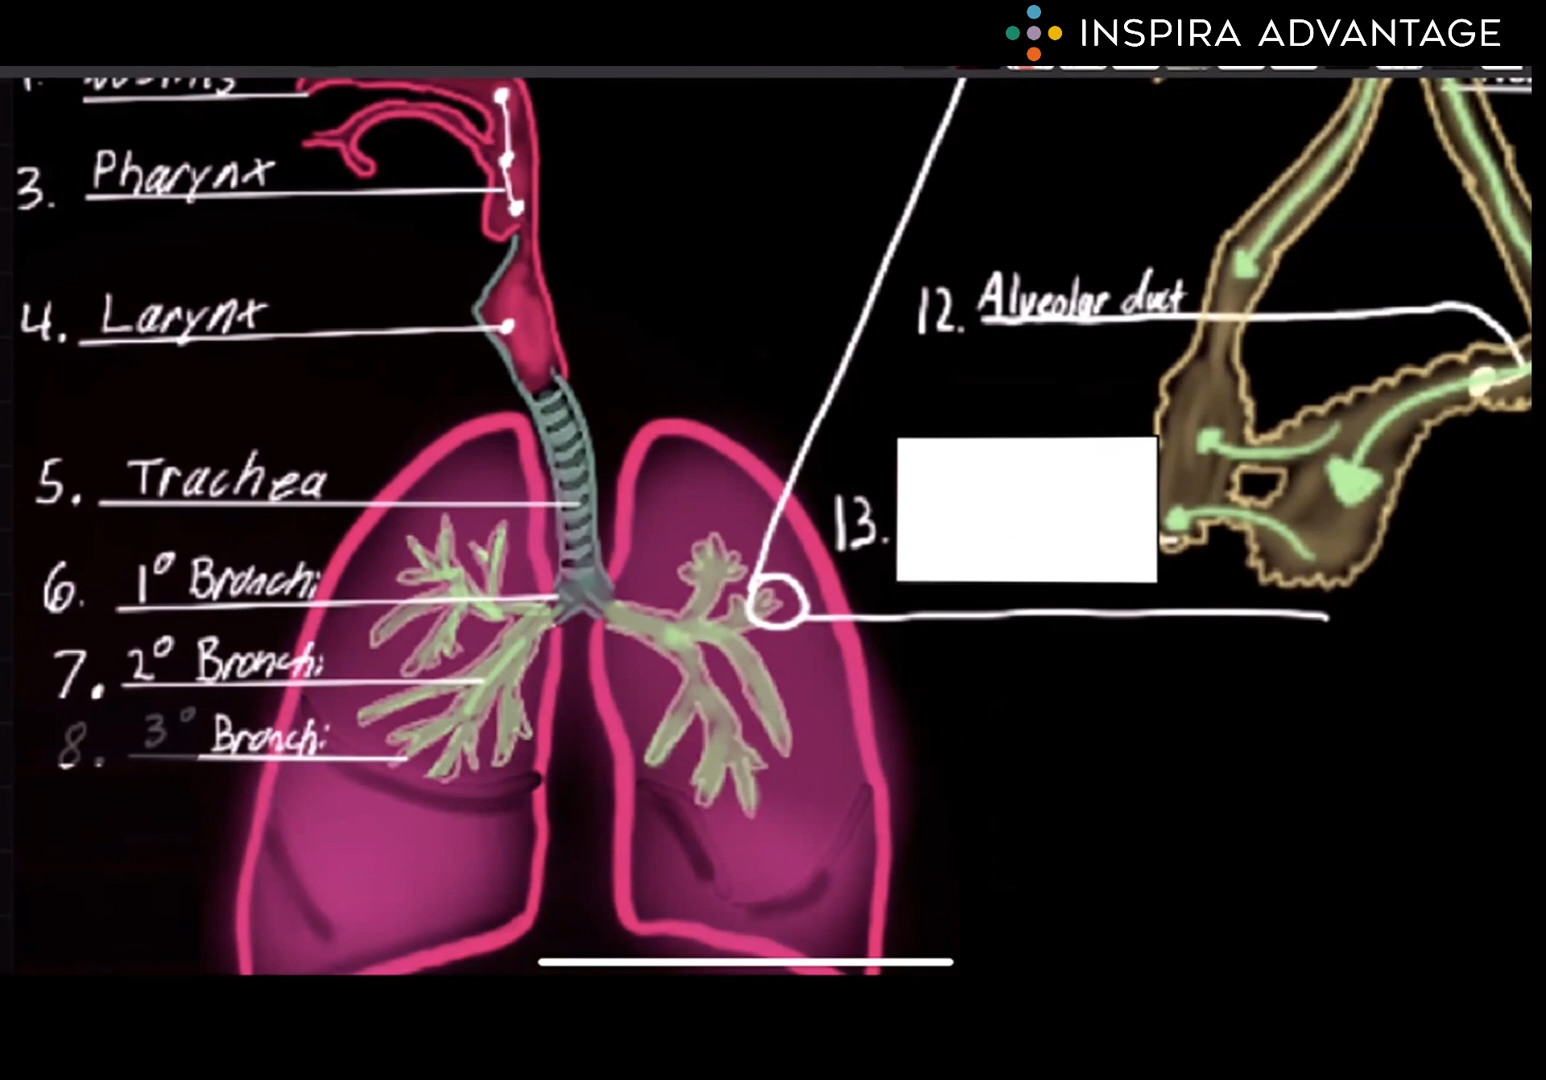 INSPIRA ADVANTAGE
3. Pharynx
4. Larynx
5. Trachea
6. 1° Bronchi
7. 2° Bronchi
8. 3° Bronchi
12. Alveolar duct
13.